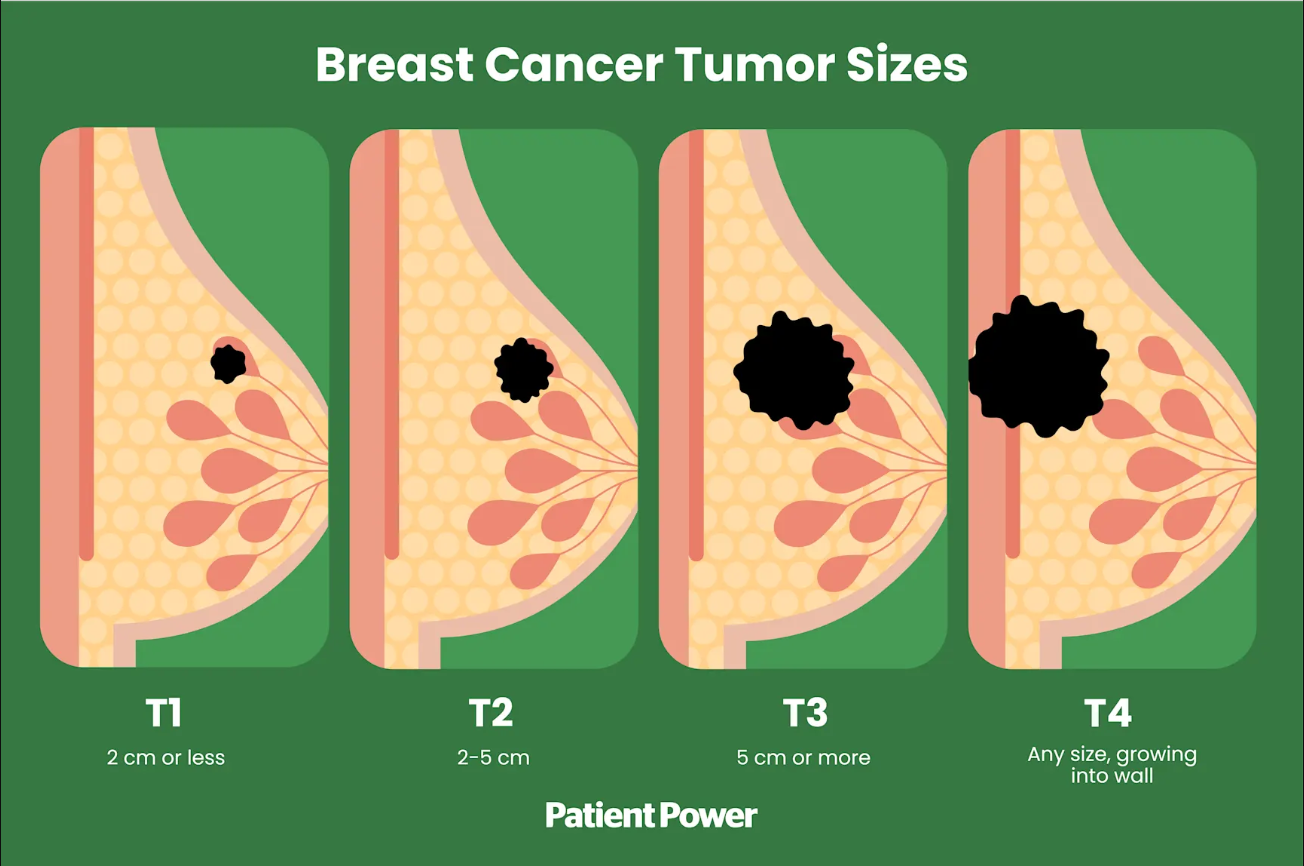 Breast Cancer Tumor Sizes
T1
2 cm or less
T2
2-5 cm
T3
5 cm or more
T4
Any size, growing
into wall
Patient Power